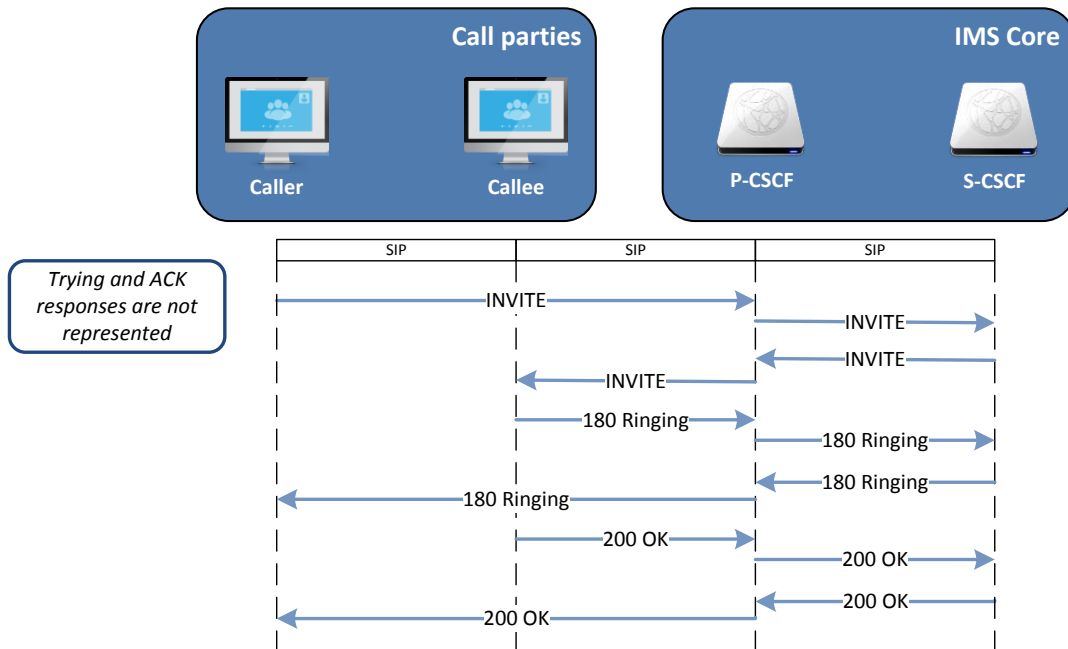 Call parties
IMS Core
Caller
Callee
P-CSCF
S-CSCF
SIP
SIP
SIP
Trying and ACK
responses are not
represented
INVITE
INVITE
INVITE
INVITE
180 Ringing
180 Ringing
180 Ringing
180 Ringing
200 OK
200 OK
200 OK
200 OK